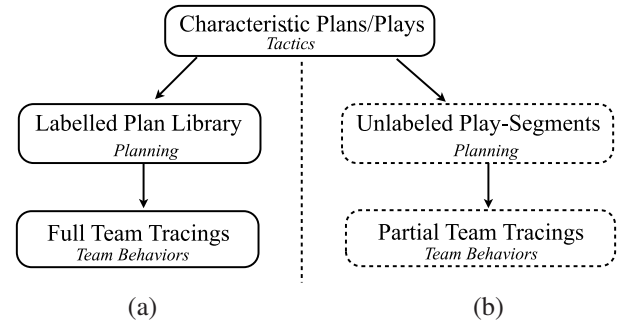 Characteristic Plans/Plays
Tactics
Labelled Plan Library
Planning
Unlabeled Play-Segments
Planning
Full Team Tracings
Team Behaviors
Partial Team Tracings
Team Behaviors
(a)
(b)